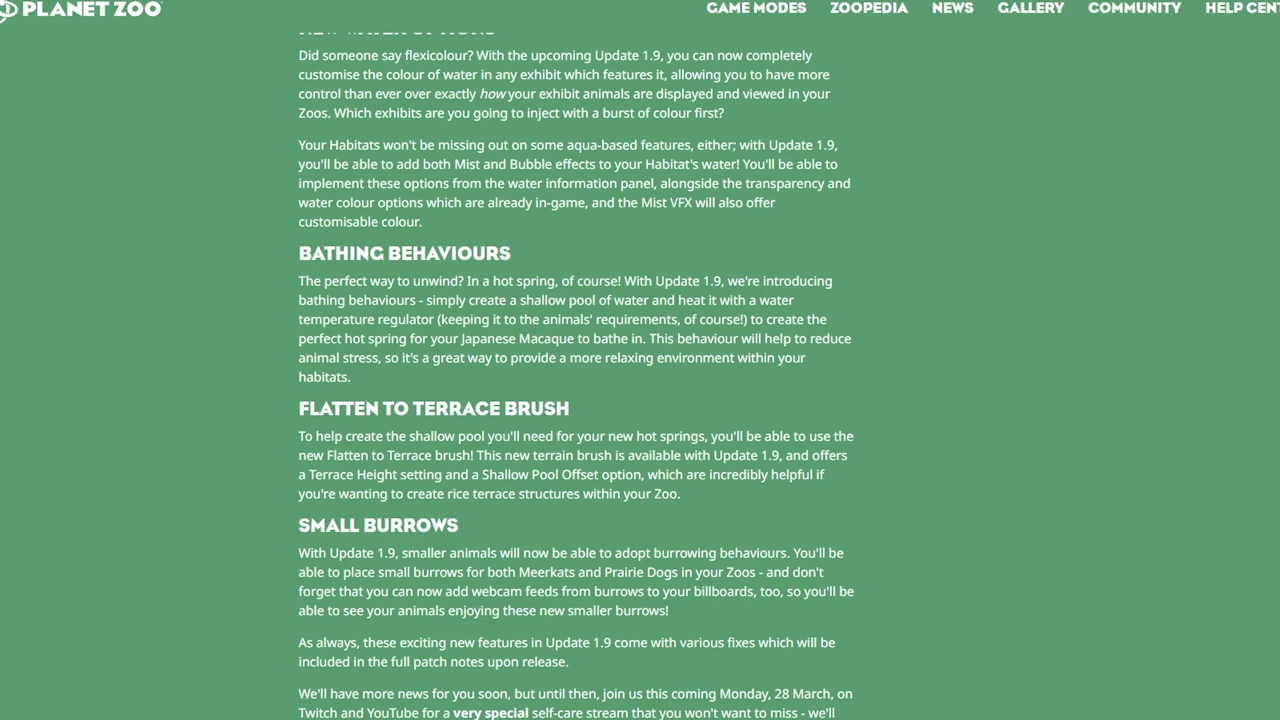 PLANET ZOO
GAME MODES ZOOPEDIA NEWS GALLERY COMMUNITY HELP CENT
NEW WATER OPTIONS
Did someone say flexicolour? With the upcoming Update 1.9, you can now completely
customise the colour of water in any exhibit which features it, allowing you to have more
control than ever over exactly how your exhibit animals are displayed and viewed in your
Zoos. Which exhibits are you going to inject with a burst of colour first?
Your Habitats won't be missing out on some aqua-based features, either; with Update 1.9,
you'll be able to add both Mist and Bubble effects to your Habitat's water! You'll be able to
implement these options from the water information panel, alongside the transparency and
water colour options which are already in-game, and the Mist VFX will also offer
customisable colour.
BATHING BEHAVIOURS
The perfect way to unwind? In a hot spring, of course! With Update 1.9, we're introducing
bathing behaviours - simply create a shallow pool of water and heat it with a water
temperature regulator (keeping it to the animals' requirements, of course!) to create the
perfect hot spring for your Japanese Macaque to bathe in. This behaviour will help to reduce
animal stress, so it's a great way to provide a more relaxing environment within your
habitats.
FLATTEN TO TERRACE BRUSH
To help create the shallow pool you'll need for your new hot springs, you'll be able to use the
new Flatten to Terrace brush! This new terrain brush is available with Update 1.9, and offers
a Terrace Height setting and a Shallow Pool Offset option, which are incredibly helpful if
you're wanting to create rice terrace structures within your Zoo.
SMALL BURROWS
With Update 1.9, smaller animals will now be able to adopt burrowing behaviours. You'll be
able to place small burrows for both Meerkats and Prairie Dogs in your Zoos - and don't
forget that you can now add webcam feeds from burrows to your billboards, too, so you'll be
able to see your animals enjoying these new smaller burrows!
As always, these exciting new features in Update 1.9 come with various fixes which will be
included in the full patch notes upon release.
We'll have more news for you soon, but until then, join us this coming Monday, 28 March, on
Twitch and YouTube for a very special self-care stream that you won't want to miss - we'll